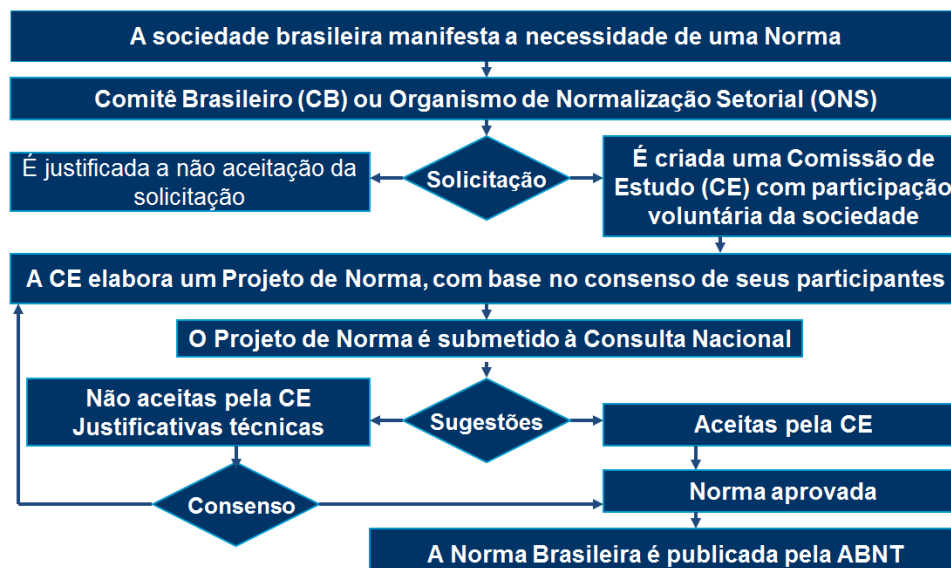 A sociedade brasileira manifesta a necessidade de uma Norma
Comitê Brasileiro (CB) ou Organismo de Normalização Setorial (ONS)
É justificada a não aceitação da
solicitação
Solicitação
É criada uma Comissão de
Estudo (CE) com participação
voluntária da sociedade
A CE elabora um Projeto de Norma, com base no consenso de seus participantes
O Projeto de Norma é submetido à Consulta Nacional
Não aceitas pela CE
Justificativas técnicas
Sugestões
Aceitas pela CE
Consenso
Norma aprovada
A Norma Brasileira é publicada pela ABNT